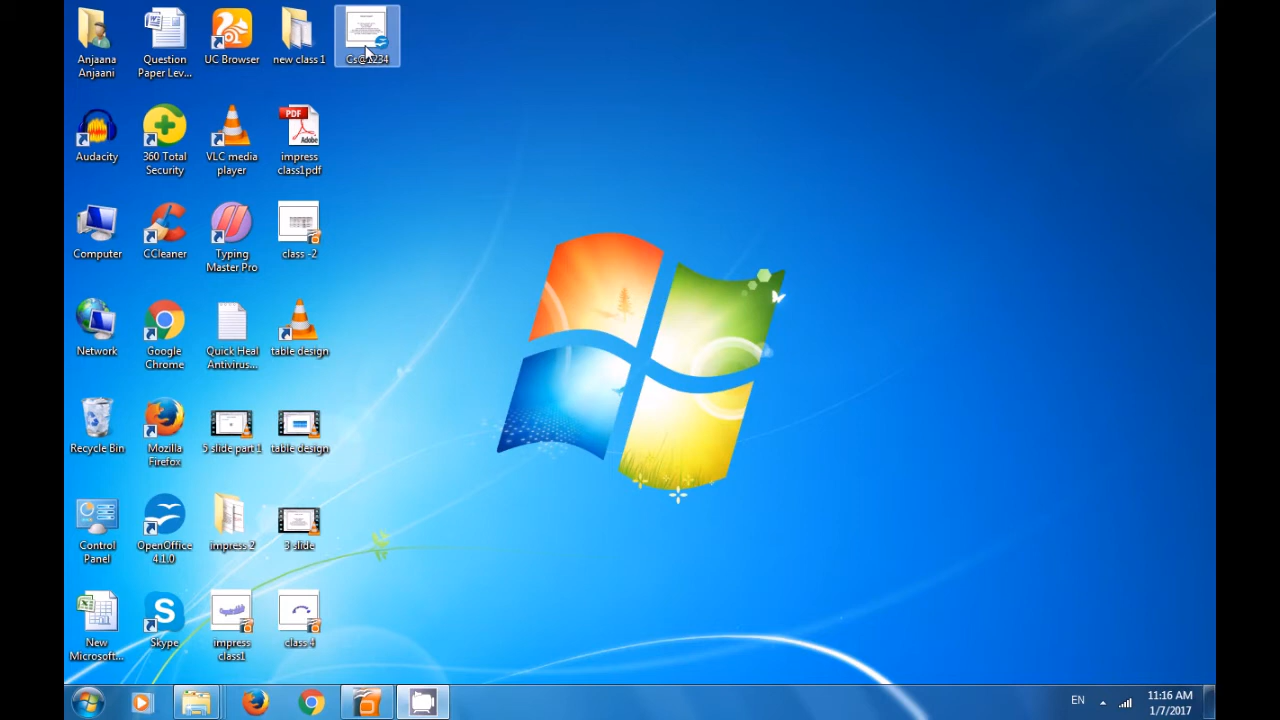 Anjaana
Anjaani
Question
Paper Lev...
UC Browser
new class 1
Cs@1234
Audacity
360 Total
Security
VLC media
player
PDF
Adobe
impress
class1pdf
Computer
CCleaner
Typing
Master Pro
class -2
Network
Google
Chrome
Quick Heal
Antivirus...
table design
Recycle Bin
Mozilla
Firefox
5 slide part 1
table design
Control
Panel
OpenOffice
4.1.0
impress 2
3 slide
New
Microsoft...
Skype
impress
class1
class 4
EN
11:16 AM
1/7/2017